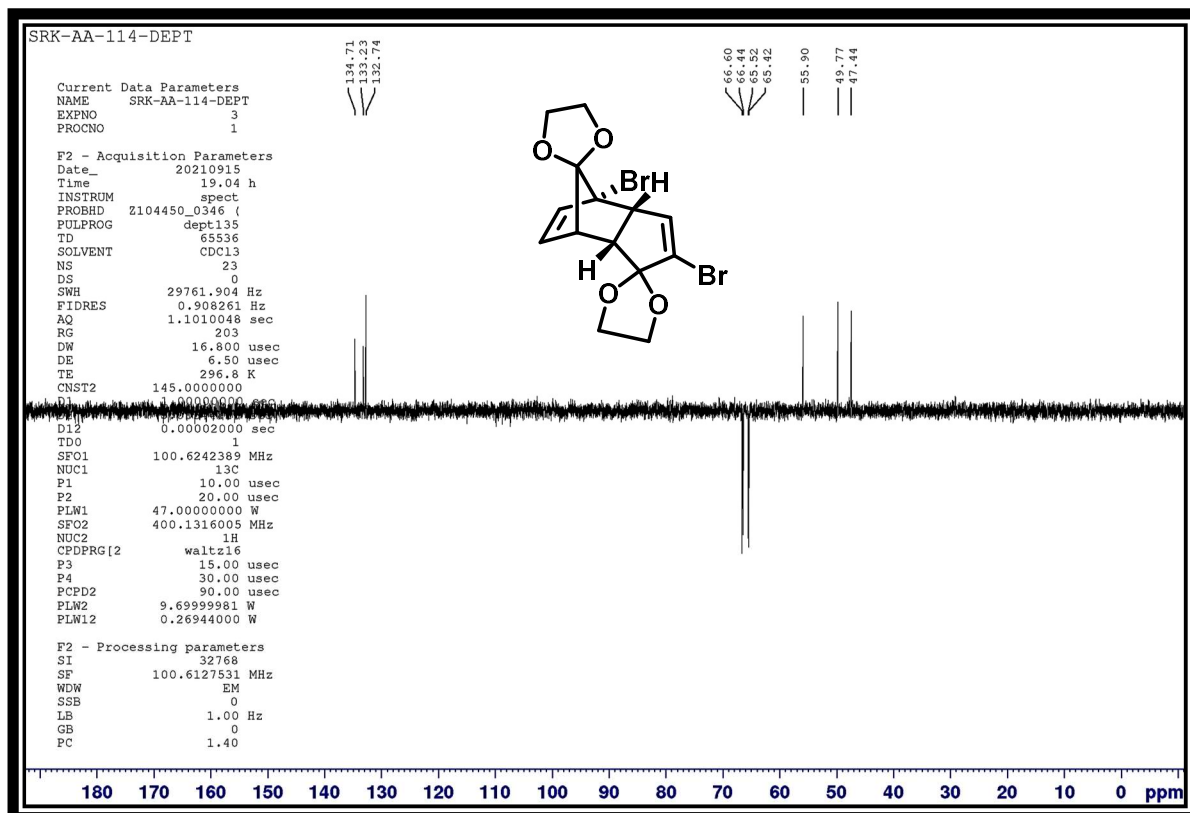 SRK-AA-114-DEPT
134.71
133.23
132.74
66.60
66.44
65.52
65.42
55.90
49.77
47.44
Current Data Parameters
NAME SRK-AA-114-DEPT
EXPNO 3
PROCNO 1
F2 - Acquisition Parameters
Date_ 20210915
Time 19.04 h
INSTRUM spect
PROBHD Z104450_0346 (
PULPROG dept135
TD 65536
SOLVENT CDCl3
NS 23
DS 0
SWH 29761.904 Hz
FIDRES 0.908261 Hz
AQ 1.1010048 sec
RG 203
DW 16.800 usec
DE 6.50 usec
TE 296.8 K
CNST2 145.0000000
D1 1.00000000 sec
D12 0.00002000 sec
TD0 1
SFO1 100.6242389 MHz
NUC1 13C
P1 10.00 usec
P2 20.00 usec
PLW1 47.00000000 W
SFO2 400.1316005 MHz
NUC2 1H
CPDPRG[2 waltz16
P3 15.00 usec
P4 30.00 usec
PCPD2 90.00 usec
PLW2 9.69999981 W
PLW12 0.26944000 W
F2 - Processing parameters
SI 32768
SF 100.6127531 MHz
WDW EM
SSB 0
LB 1.00 Hz
GB 0
PC 1.40
O O
Br H
H
Br
O O
180 170 160 150 140 130 120 110 100 90 80 70 60 50 40 30 20 10 0 ppm